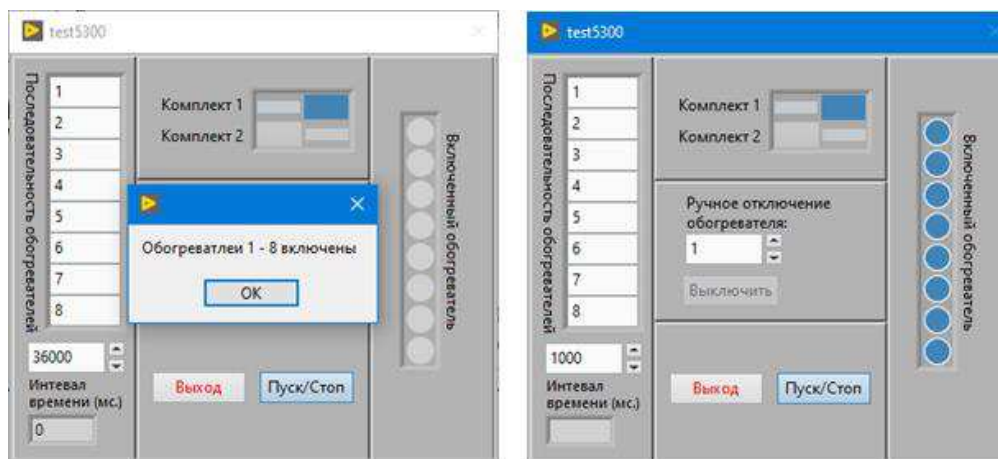 test5300
Последовательность обогревателей
1
2
3
4
5
6
7
8
Комплект 1
Комплект 2
Включенный обогреватель
Обогреватлеи 1 - 8 включены
OK
36000
Интевал
времени (мс.)
0
Выход
Пуск/Стоп
test5300
Последовательность обогревателей
1
2
3
4
5
6
7
8
Комплект 1
Комплект 2
Ручное отключение
обогревателя:
1
Выключить
Включенный обогреватель
1000
Интевал
времени (мс.)
Выход
Пуск/Стоп